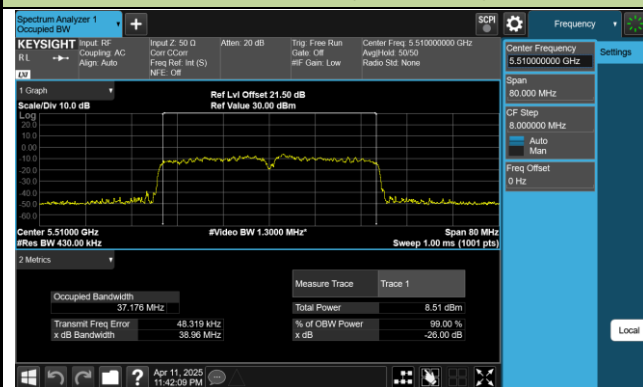 Spectrum Analyzer 1
Occupied BW
SCPI
Frequency
KEYSIGHT
RL
LXI
Input: RF
Coupling: AC
Align: Auto
Input Z: 50 Ω
Corr CCorr
Freq Ref: Int (S)
NFE: Off
Atten: 20 dB
Trig: Free Run
Gate: Off
#IF Gain: Low
Center Freq: 5.510000000 GHz
Avg|Hold: 50/50
Radio Std: None
Center Frequency
5.510000000 GHz
Settings
Span
80.000 MHz
CF Step
8.000000 MHz
Auto
Man
Freq Offset
0 Hz
Local
1 Graph
Scale/Div 10.0 dB
Ref Lvl Offset 21.50 dB
Ref Value 30.00 dBm
Log
20.0
10.0
0.00
-10.0
-20.0
-30.0
-40.0
-50.0
-60.0
Center 5.51000 GHz
#Res BW 430.00 kHz
#Video BW 1.3000 MHz*
Span 80 MHz
Sweep 1.00 ms (1001 pts)
2 Metrics
Measure Trace Trace 1
Occupied Bandwidth
37.176 MHz
Total Power 8.51 dBm
Transmit Freq Error 48.319 kHz
% of OBW Power 99.00 %
x dB Bandwidth 38.96 MHz
x dB -26.00 dB
Apr 11, 2025
11:42:09 PM